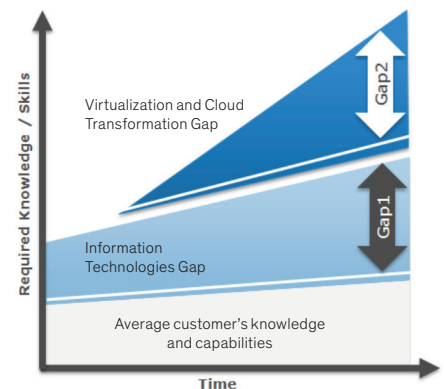 Required Knowledge / Skills
Virtualization and Cloud
Transformation Gap
Gap2
Information
Technologies Gap
Gap1
Average customer's knowledge
and capabilities
Time